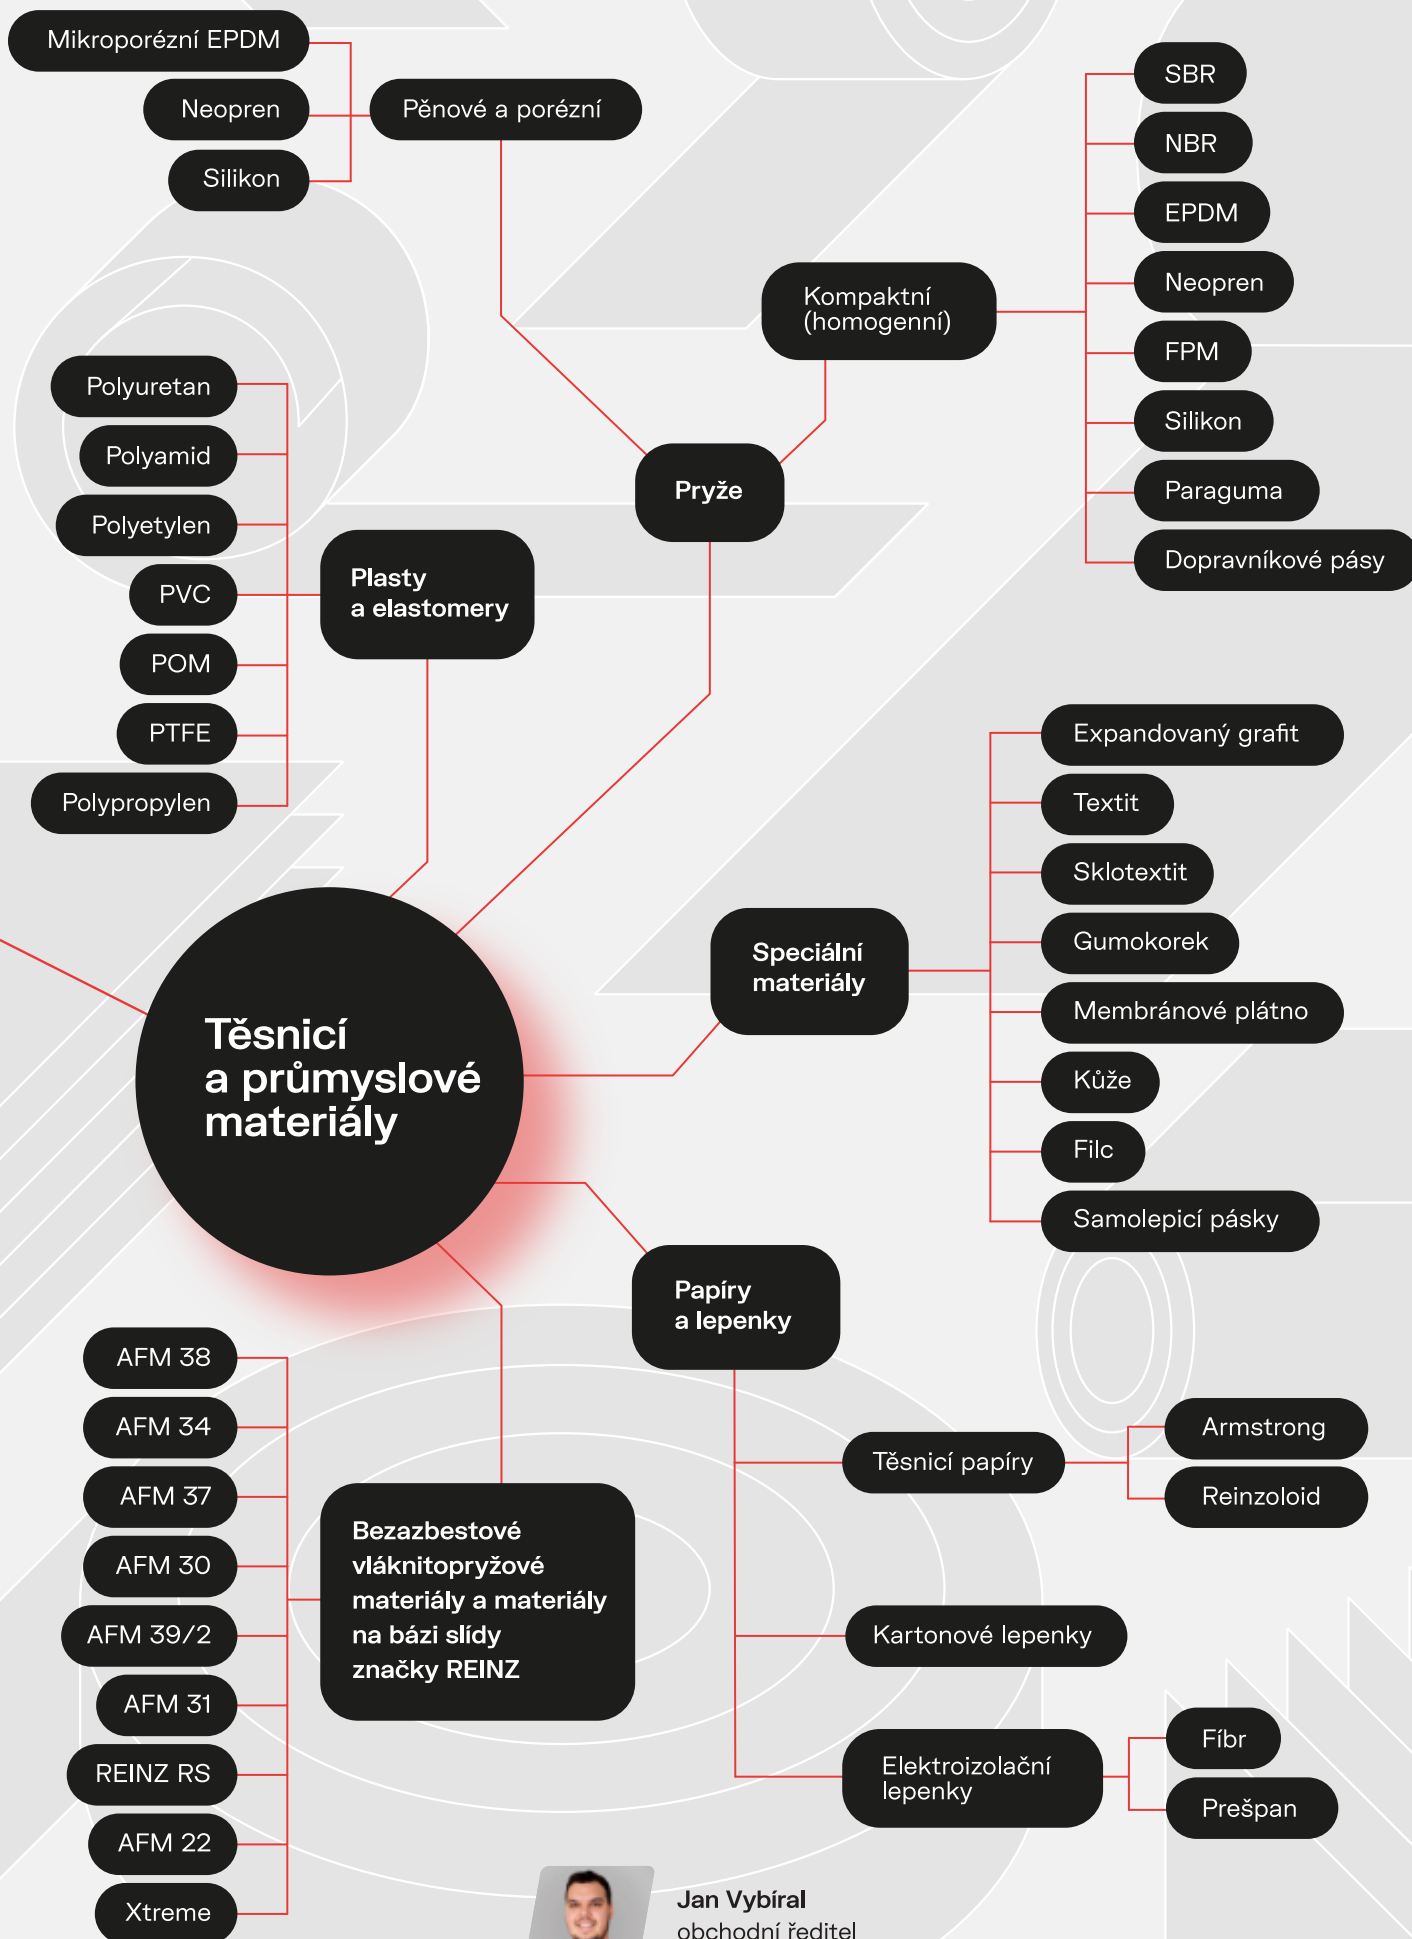 Mikroporézní EPDM
Neopren
Silikon
Pěnové a porézní
SBR
NBR
EPDM
Neopren
FPM
Silikon
Paraguma
Dopravníkové pásy
Kompaktní
(homogenní)
Pryže
Polyuretan
Polyamid
Polyetylen
PVC
POM
PTFE
Polypropylen
Plasty
a elastomery
Expandovaný grafit
Textit
Sklotextit
Gumokorek
Membránové plátno
Kůže
Filc
Samolepicí pásky
Speciální
materiály
Těsnicí
a průmyslové
materiály
Papíry
a lepenky
Těsnicí papíry
Armstrong
Reinzoloid
Kartonové lepenky
Elektroizolační
lepenky
Fíbr
Prešpan
AFM 38
AFM 34
AFM 37
AFM 30
AFM 39/2
AFM 31
REINZ RS
AFM 22
Xtreme
Bezazbestové
vláknitopryžové
materiály a materiály
na bázi slídy
značky REINZ
Jan Vybíral
obchodní ředitel